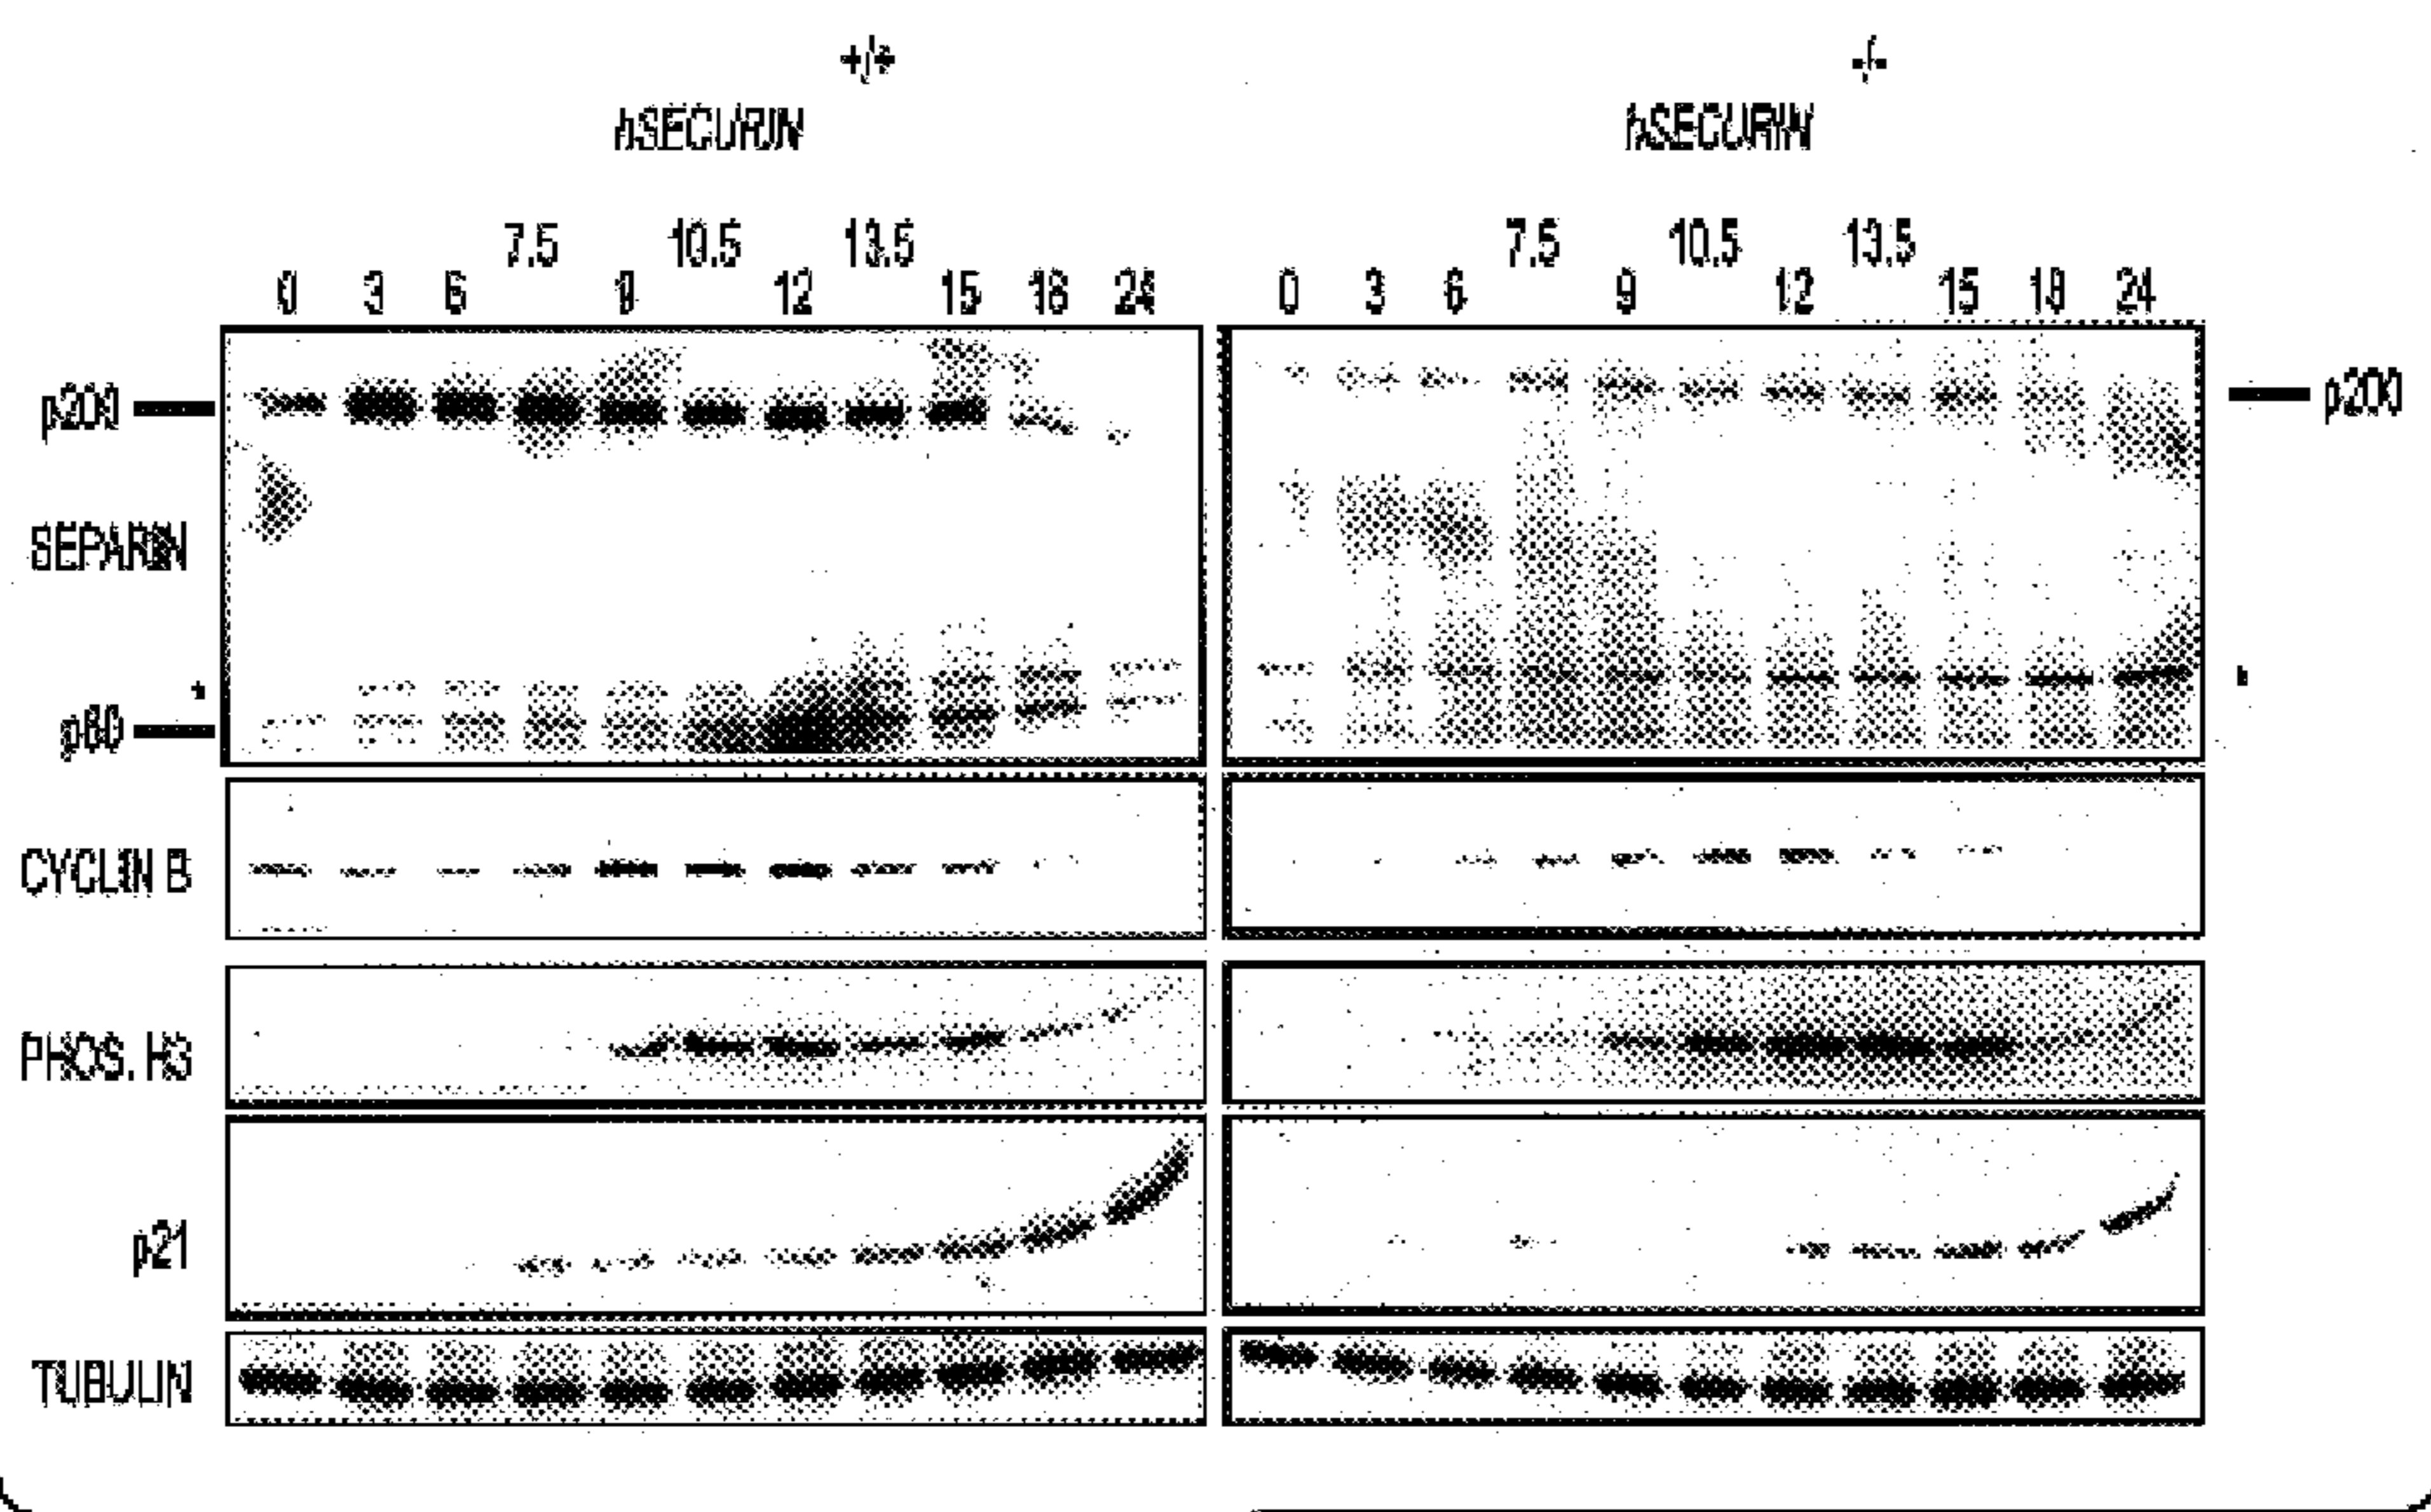 +/+ -/-
hSECURIN hSECURIN
7.5 10.5 13.5 7.5 10.5 13.5
0 3 6 9 12 15 18 24 0 3 6 9 12 15 18 24
p200 p200
SEPARIN
*
p60
CYCLIN B
PHOS. H3
p21
TUBULIN